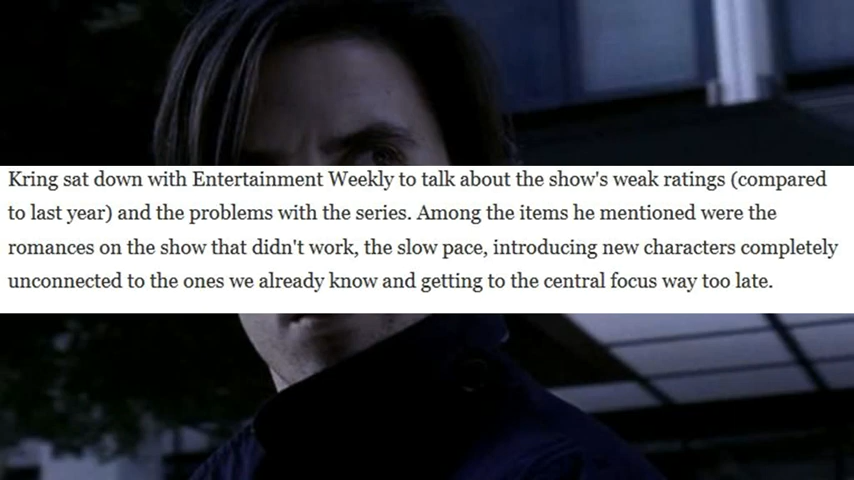 Kring sat down with Entertainment Weekly to talk about the show's weak ratings (compared
to last year) and the problems with the series. Among the items he mentioned were the
romances on the show that didn't work, the slow pace, introducing new characters completely
unconnected to the ones we already know and getting to the central focus way too late.